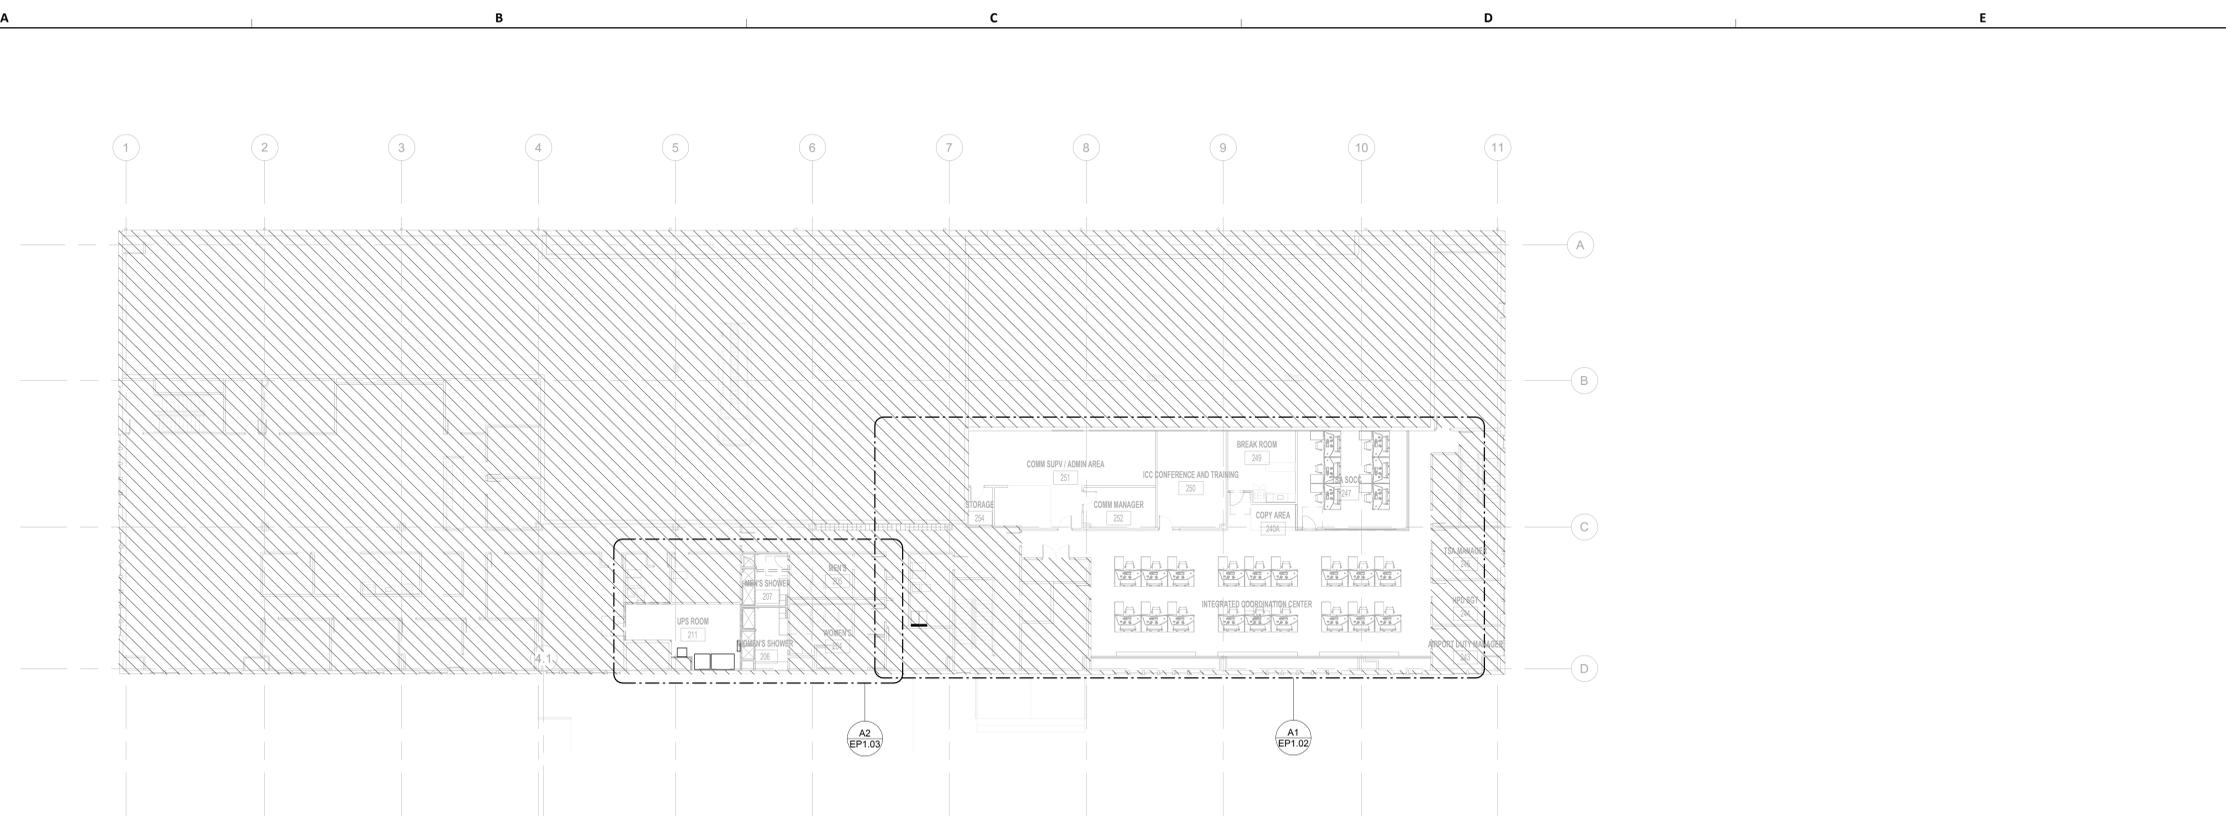 A B C D E
1 2 3 4 5 6 7 8 9 10 11
A
B
BREAK ROOM
249
COMM SUPV / ADMIN AREA
251
ICC CONFERENCE AND TRAINING
250
247
STORAGE
254
COMM MANAGER
252
COPY AREA
240A
C
TSA MANAGER
MEN'S
MEN'S SHOWER
207
INTEGRATED COORDINATION CENTER
HPD SGT
244
UPS ROOM
211
WOMEN'S
WOMEN'S SHOWER
206
AIRPORT DUTY MANAGER
243
4.1
D
A2
EP1.03
A1
EP1.02